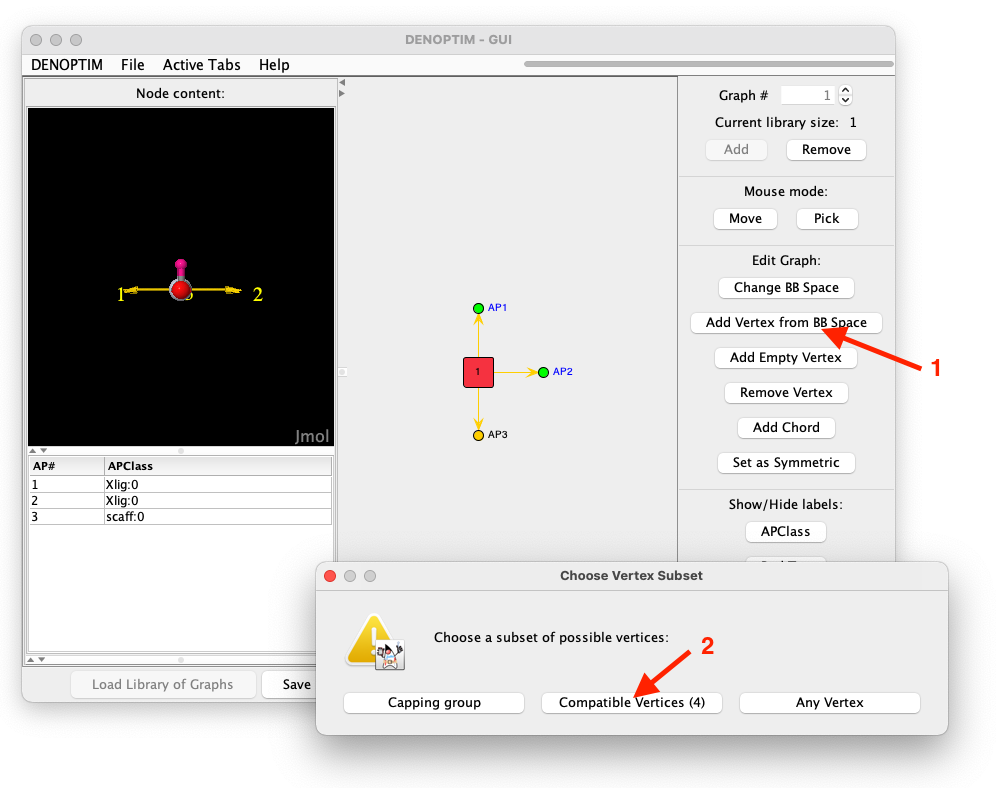 DENOPTIM - GUI
DENOPTIM File Active Tabs Help
Node content:
1 2
Jmol
AP# APClass
1 Xlig:0
2 Xlig:0
3 scaff:0
AP1
1
AP2
AP3
Graph # 1
Current library size: 1
Add Remove
Mouse mode:
Move Pick
Edit Graph:
Change BB Space
Add Vertex from BB Space
1
Add Empty Vertex
Remove Vertex
Add Chord
Set as Symmetric
Show/Hide labels:
APClass
Load Library of Graphs Save
Choose Vertex Subset
Choose a subset of possible vertices:
2
Capping group Compatible Vertices (4) Any Vertex